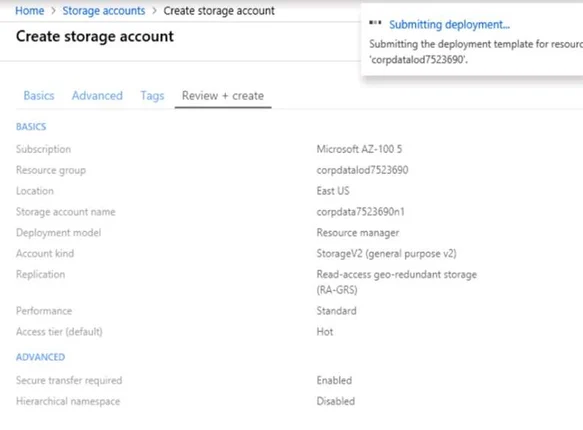 Home > Storage accounts > Create storage account
Create storage account
Submitting deployment...
Submitting the deployment template for resourc
'corpdatalod7523690'.
Basics Advanced Tags Review + create
BASICS
Subscription Microsoft AZ-100 5
Resource group corpdatalod7523690
Location East US
Storage account name corpdata7523690n1
Deployment model Resource manager
Account kind StorageV2 (general purpose v2)
Replication Read-access geo-redundant storage
(RA-GRS)
Performance Standard
Access tier (default) Hot
ADVANCED
Secure transfer required Enabled
Hierarchical namespace Disabled